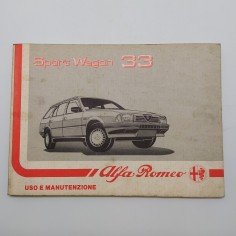 Sport Wagon 33
Alfa Romeo
USO E MANUTENZIONE